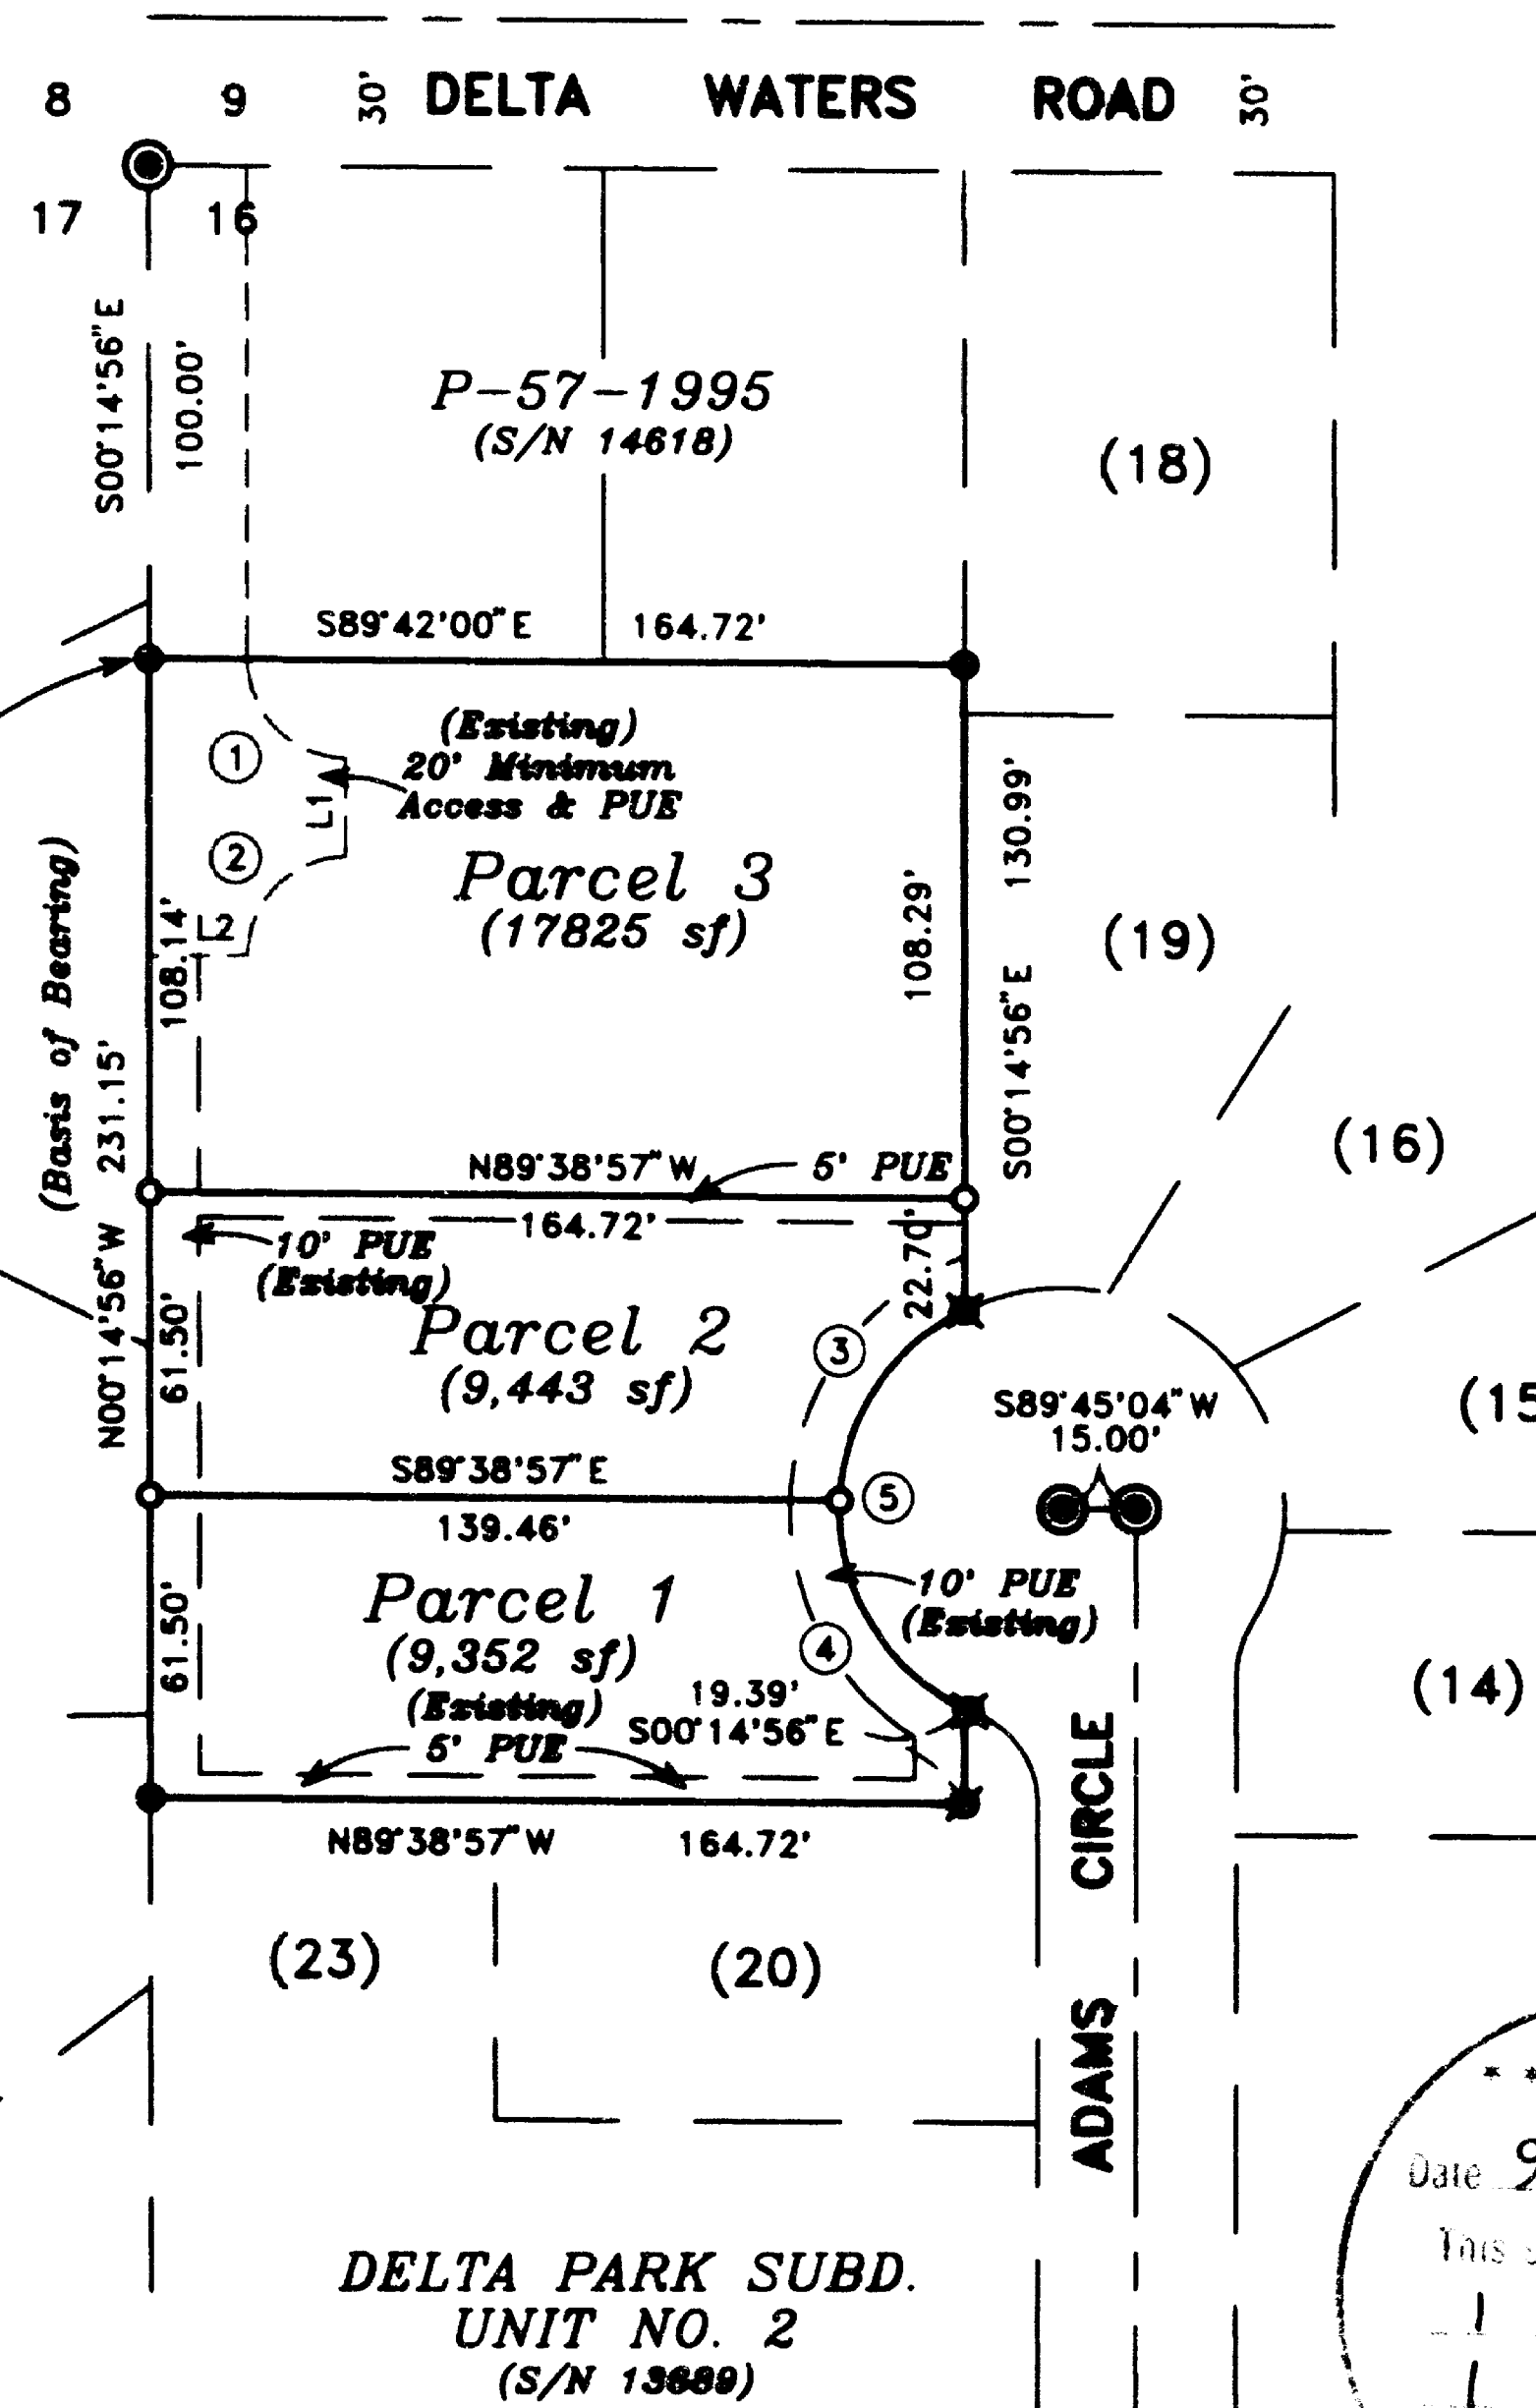 8 9 30' DELTA WATERS ROAD 30'
17 16
S00°14'56"E
100.00'
P-57-1995
(S/N 14618)
(18)
S89°42'00"E 164.72'
(Existing)
20' Minimum
Access & PUE
1
L1
2
L2
Parcel 3
(17825 sf)
108.14'
108.29'
130.99'
S00°14'56"E
(19)
(Basis of Bearing)
231.15'
N00°14'56"W
(16)
N89°38'57"W
5' PUE
164.72'
10' PUE
(Existing)
22.70'
Parcel 2
(9,443 sf)
61.50'
3
S89°45'04"W
15.00'
(15
S89°38'57"E
139.46'
5
Parcel 1
(9,352 sf)
61.50'
10' PUE
(Existing)
4
(Existing)
5' PUE
19.39'
S00°14'56"E
(14)
N89°38'57"W 164.72'
(23)
(20)
ADAMS CIRCLE
DELTA PARK SUBD.
UNIT NO. 2
(S/N 13689)
* *
Date 9
This